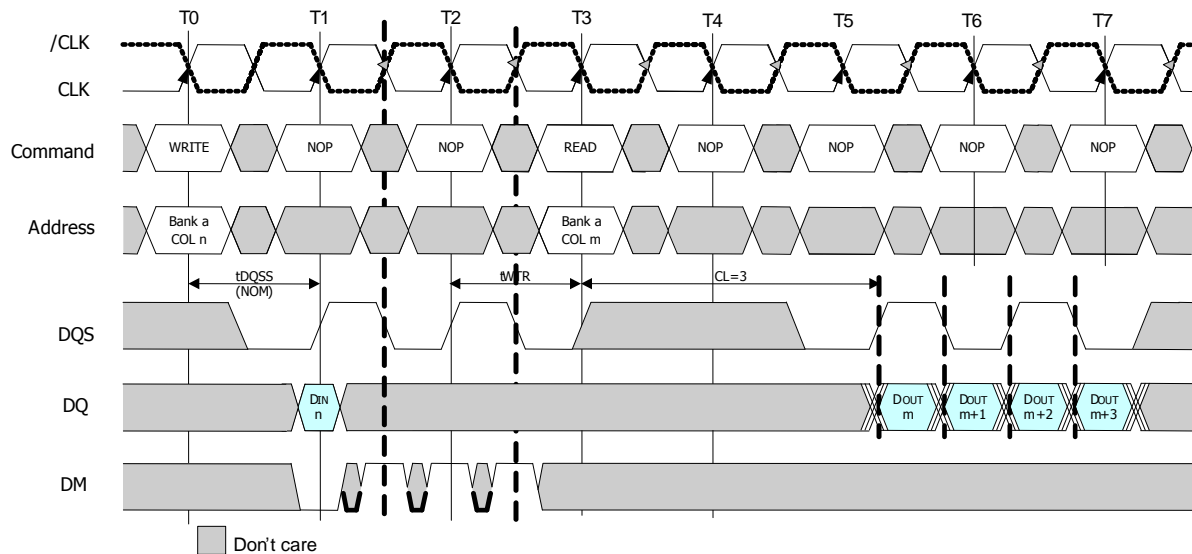 T0 T1 T2 T3 T4 T5 T6 T7
/CLK
CLK
Command WRITE NOP NOP READ NOP NOP NOP NOP
Address Bank a COL n Bank a COL m
tDQSS (NOM) tWTR CL=3
DQS
DQ DIN n DOUT m DOUT m+1 DOUT m+2 DOUT m+3
DM
Don't care